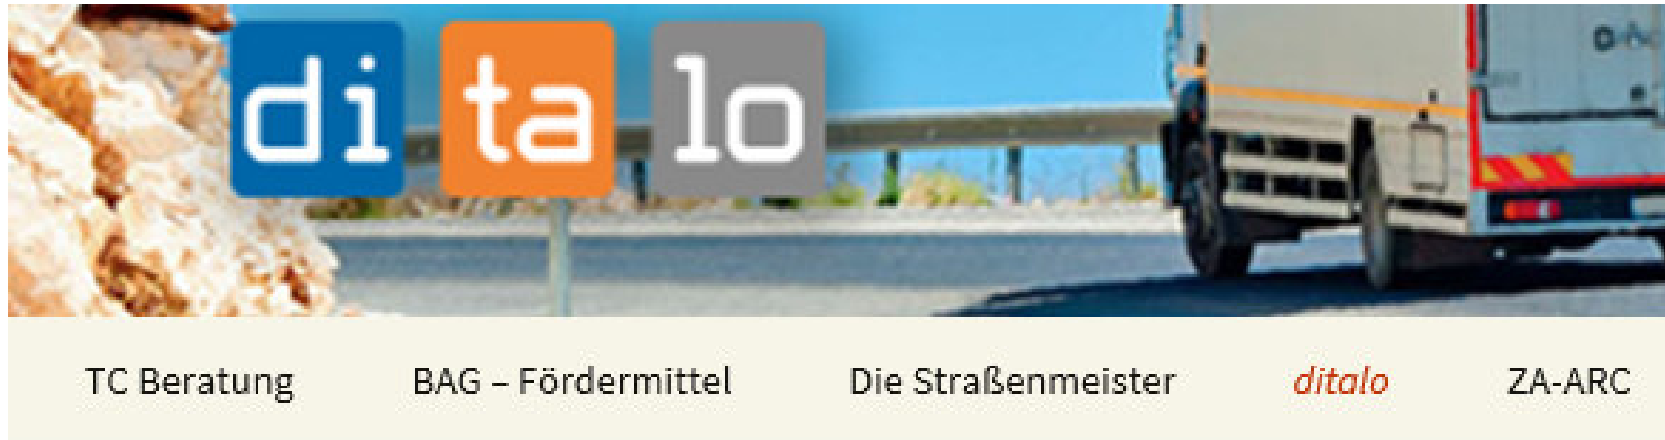 di ta lo
TC Beratung BAG – Fördermittel Die Straßenmeister ditalo ZA-ARC